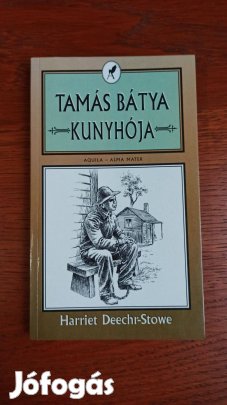 TAMÁS BÁTYA
KUNYHÓJA
AQUILA – ALMA MATER
Harriet Deechr-Stowe
Jófogás